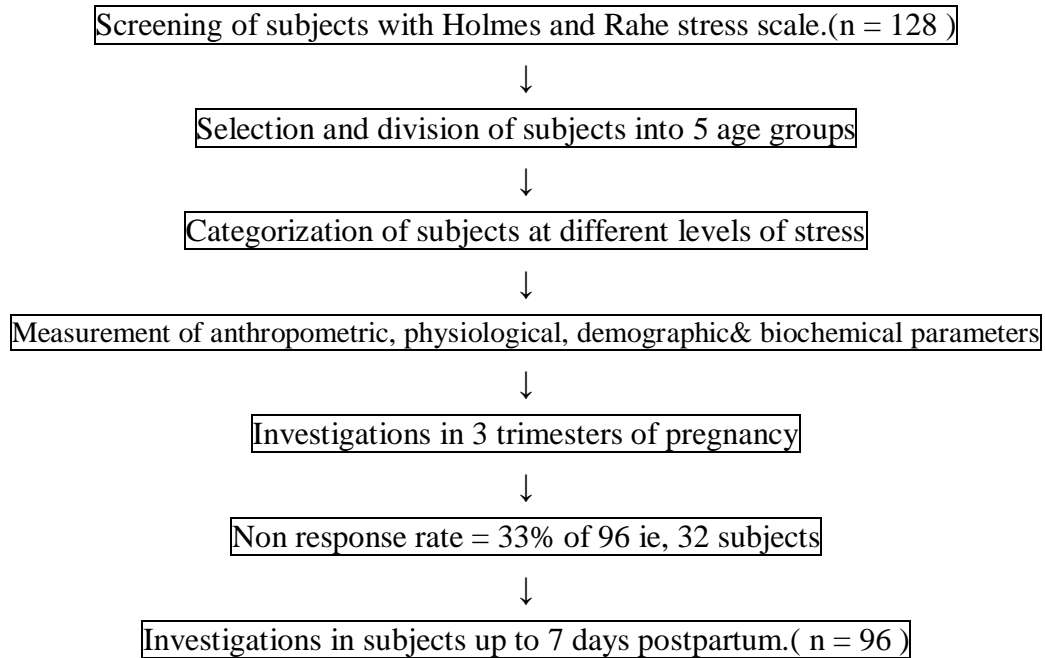 Screening of subjects with Holmes and Rahe stress scale.(n = 128 )
↓
Selection and division of subjects into 5 age groups
↓
Categorization of subjects at different levels of stress
↓
Measurement of anthropometric, physiological, demographic& biochemical parameters
↓
Investigations in 3 trimesters of pregnancy
↓
Non response rate = 33% of 96 ie, 32 subjects
↓
Investigations in subjects up to 7 days postpartum.( n = 96 )